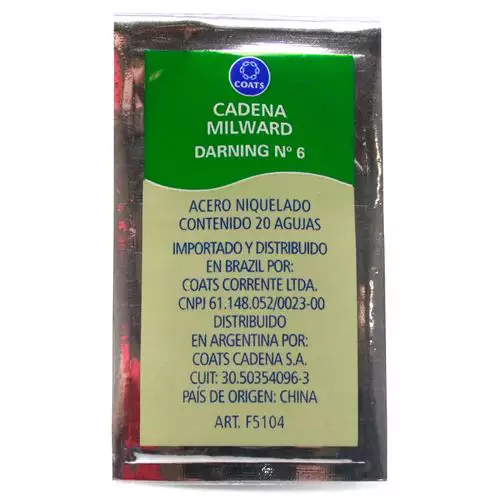 COATS
CADENA
MILWARD
DARNING Nº 6
ACERO NIQUELADO
CONTENIDO 20 AGUJAS
IMPORTADO Y DISTRIBUIDO
EN BRAZIL POR:
COATS CORRENTE LTDA.
CNPJ 61.148.052/0023-00
DISTRIBUIDO
EN ARGENTINA POR:
COATS CADENA S.A.
CUIT: 30.50354096-3
PAÍS DE ORIGEN: CHINA
ART. F5104